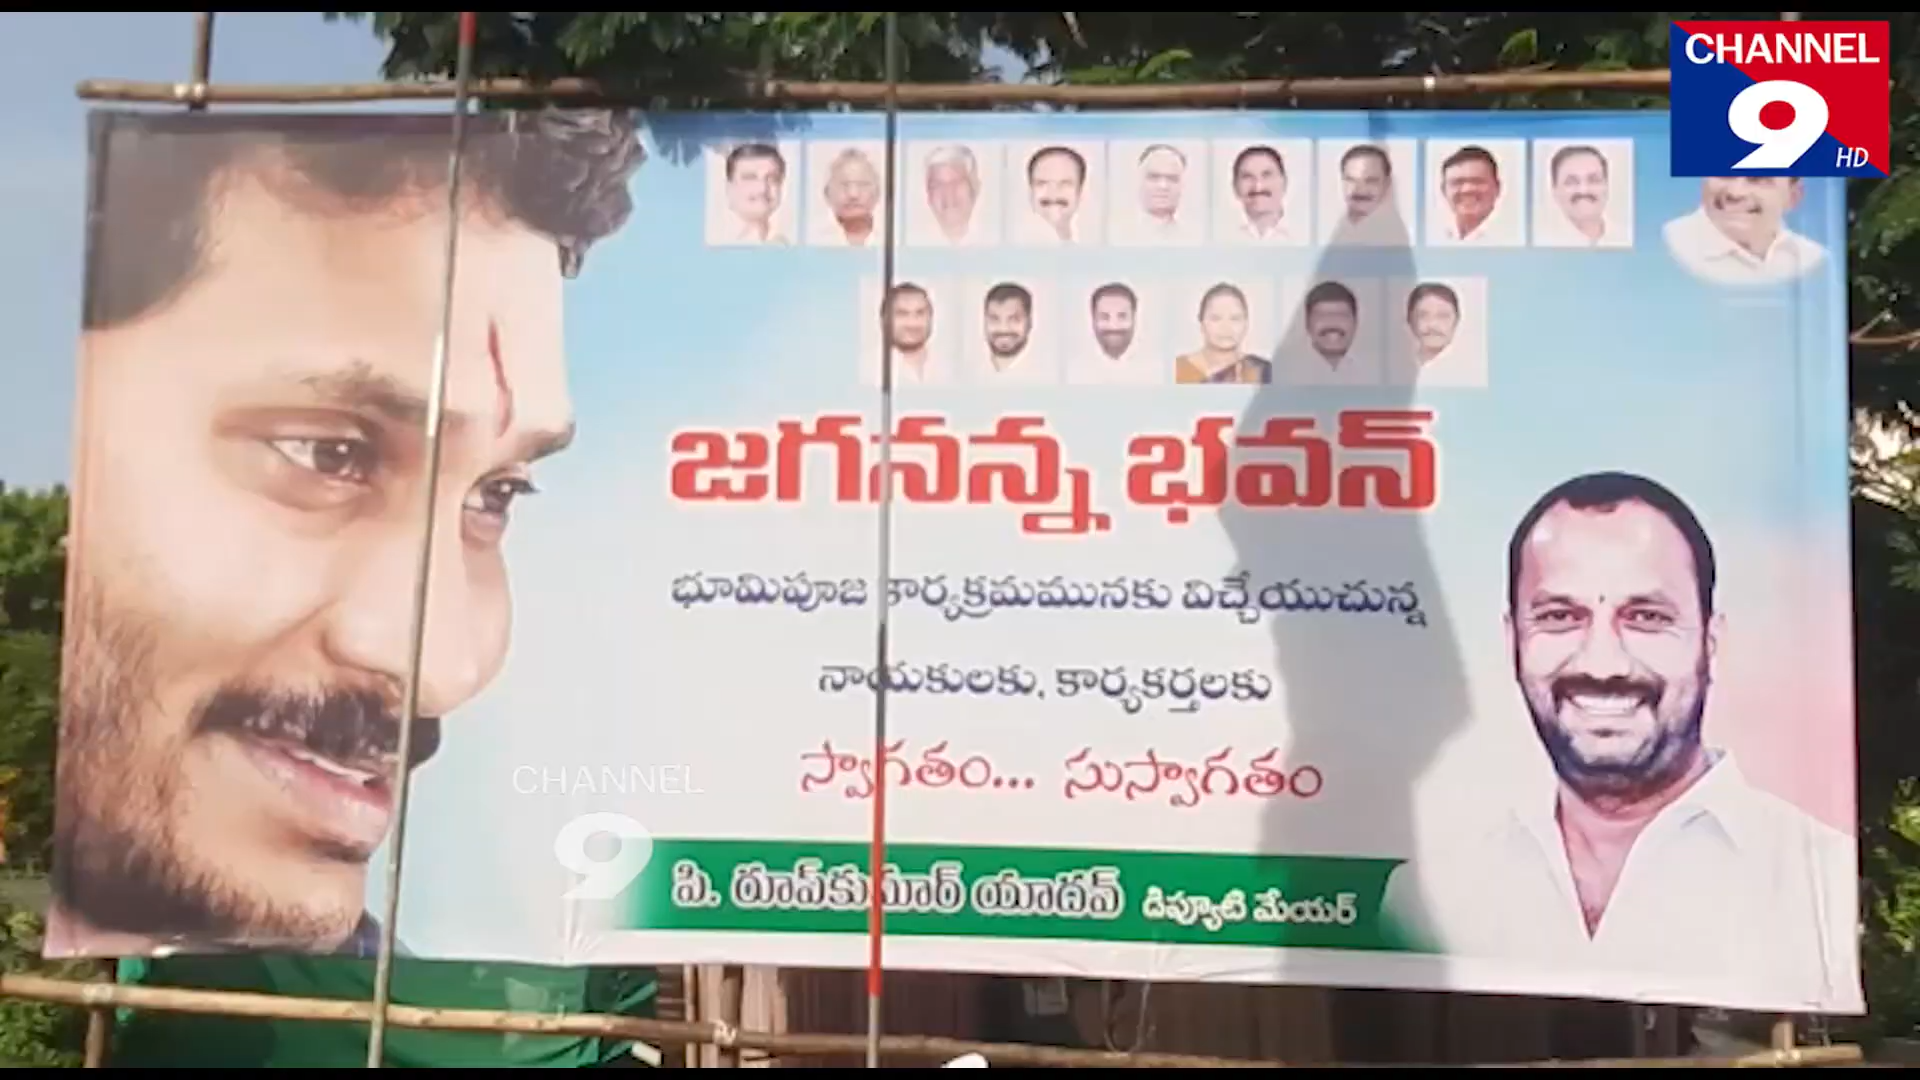 CHANNEL
9
HD
జగనన్న భవన్
భూమిపూజ కార్యక్రమమునకు విచ్చేయుచున్న
నాయకులకు, కార్యకర్తలకు
స్వాగతం... సుస్వాగతం
CHANNEL
9
పి. రూప్‌కుమార్ యాదవ్ డిప్యూటి మేయర్